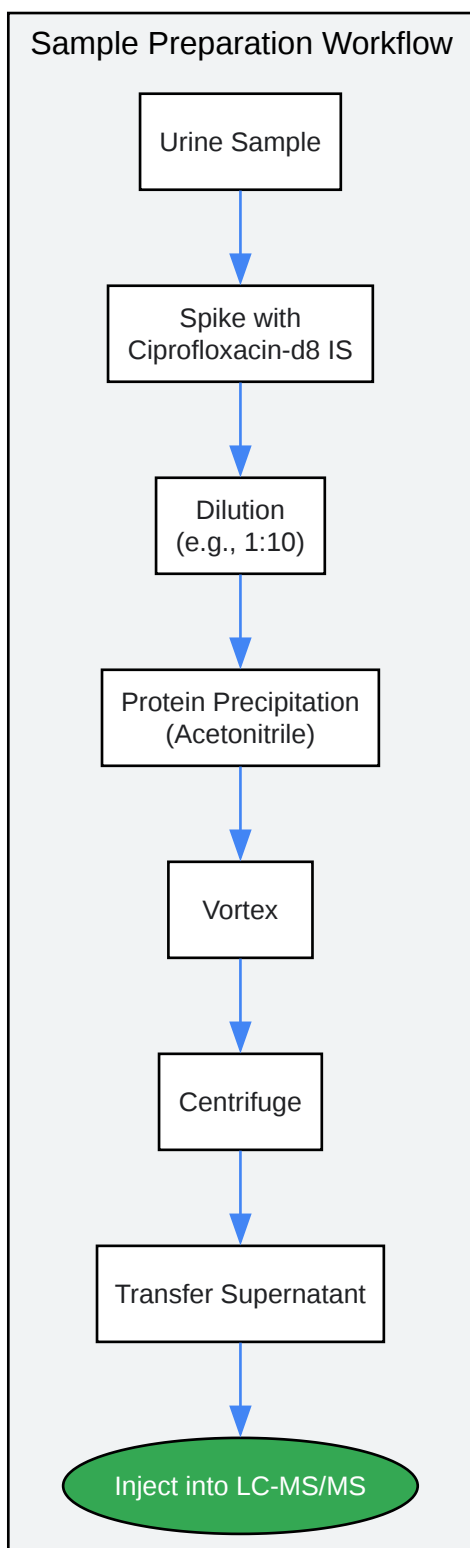 Sample Preparation Workflow
Urine Sample
Spike with
Ciprofloxacin-d8 IS
Dilution
(e.g., 1:10)
Protein Precipitation
(Acetonitrile)
Vortex
Centrifuge
Transfer Supernatant
Inject into LC-MS/MS